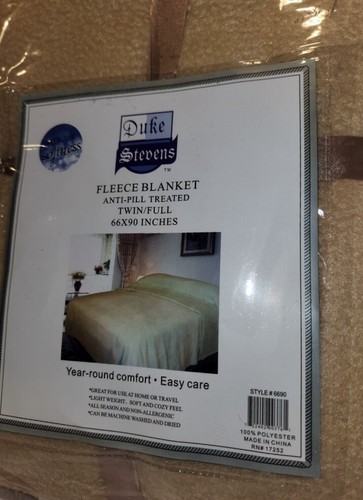 Duke
Stevens
TM
FLEECE BLANKET
ANTI-PILL TREATED
TWIN/FULL
66X90 INCHES
Year-round comfort • Easy care
•GREAT FOR USE AT HOME OR TRAVEL
•LIGHT WEIGHT, SOFT AND COZY FEEL
•ALL SEASON AND NON-ALLERGENIC
•CAN BE MACHINE WASHED AND DRIED
STYLE # 6690
100% POLYESTER
MADE IN CHINA
RN# 17252